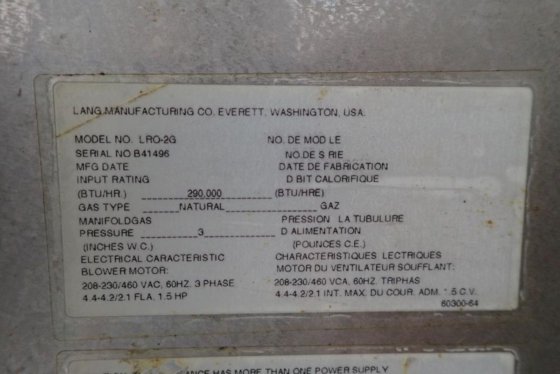 LANG MANUFACTURING CO. EVERETT, WASHINGTON, USA.
MODEL NO. LRO-2G NO. DE MOD LE
SERIAL NO B41496 NO. DE S RIE
MFG DATE DATE DE FABRICATION
INPUT RATING D BIT CALORIFIQUE
(BTU/HR.) 290,000 (BTU/HRE)
GAS TYPE NATURAL GAZ
MANIFOLDGAS PRESSION LA TUBULURE
PRESSURE 3 D ALIMENTATION
(INCHES W.C.) (POUNCES C.E.)
ELECTRICAL CARACTERISTIC CHARACTERISTIQUES LECTRIQUES
BLOWER MOTOR: MOTOR DU VENTILATEUR SOUFFLANT:
208-230/460 VAC, 60HZ. 3 PHASE 208-230/460 VCA, 60HZ. TRIPHAS
4.4-4.2/2.1 FLA, 1.5 HP 4.4-4.2/2.1 INT. MAX. DU COUR. ADM. 1.5 C.V.
60300-64
ANCE HAS MORE THAN ONE POWER SUPPLY